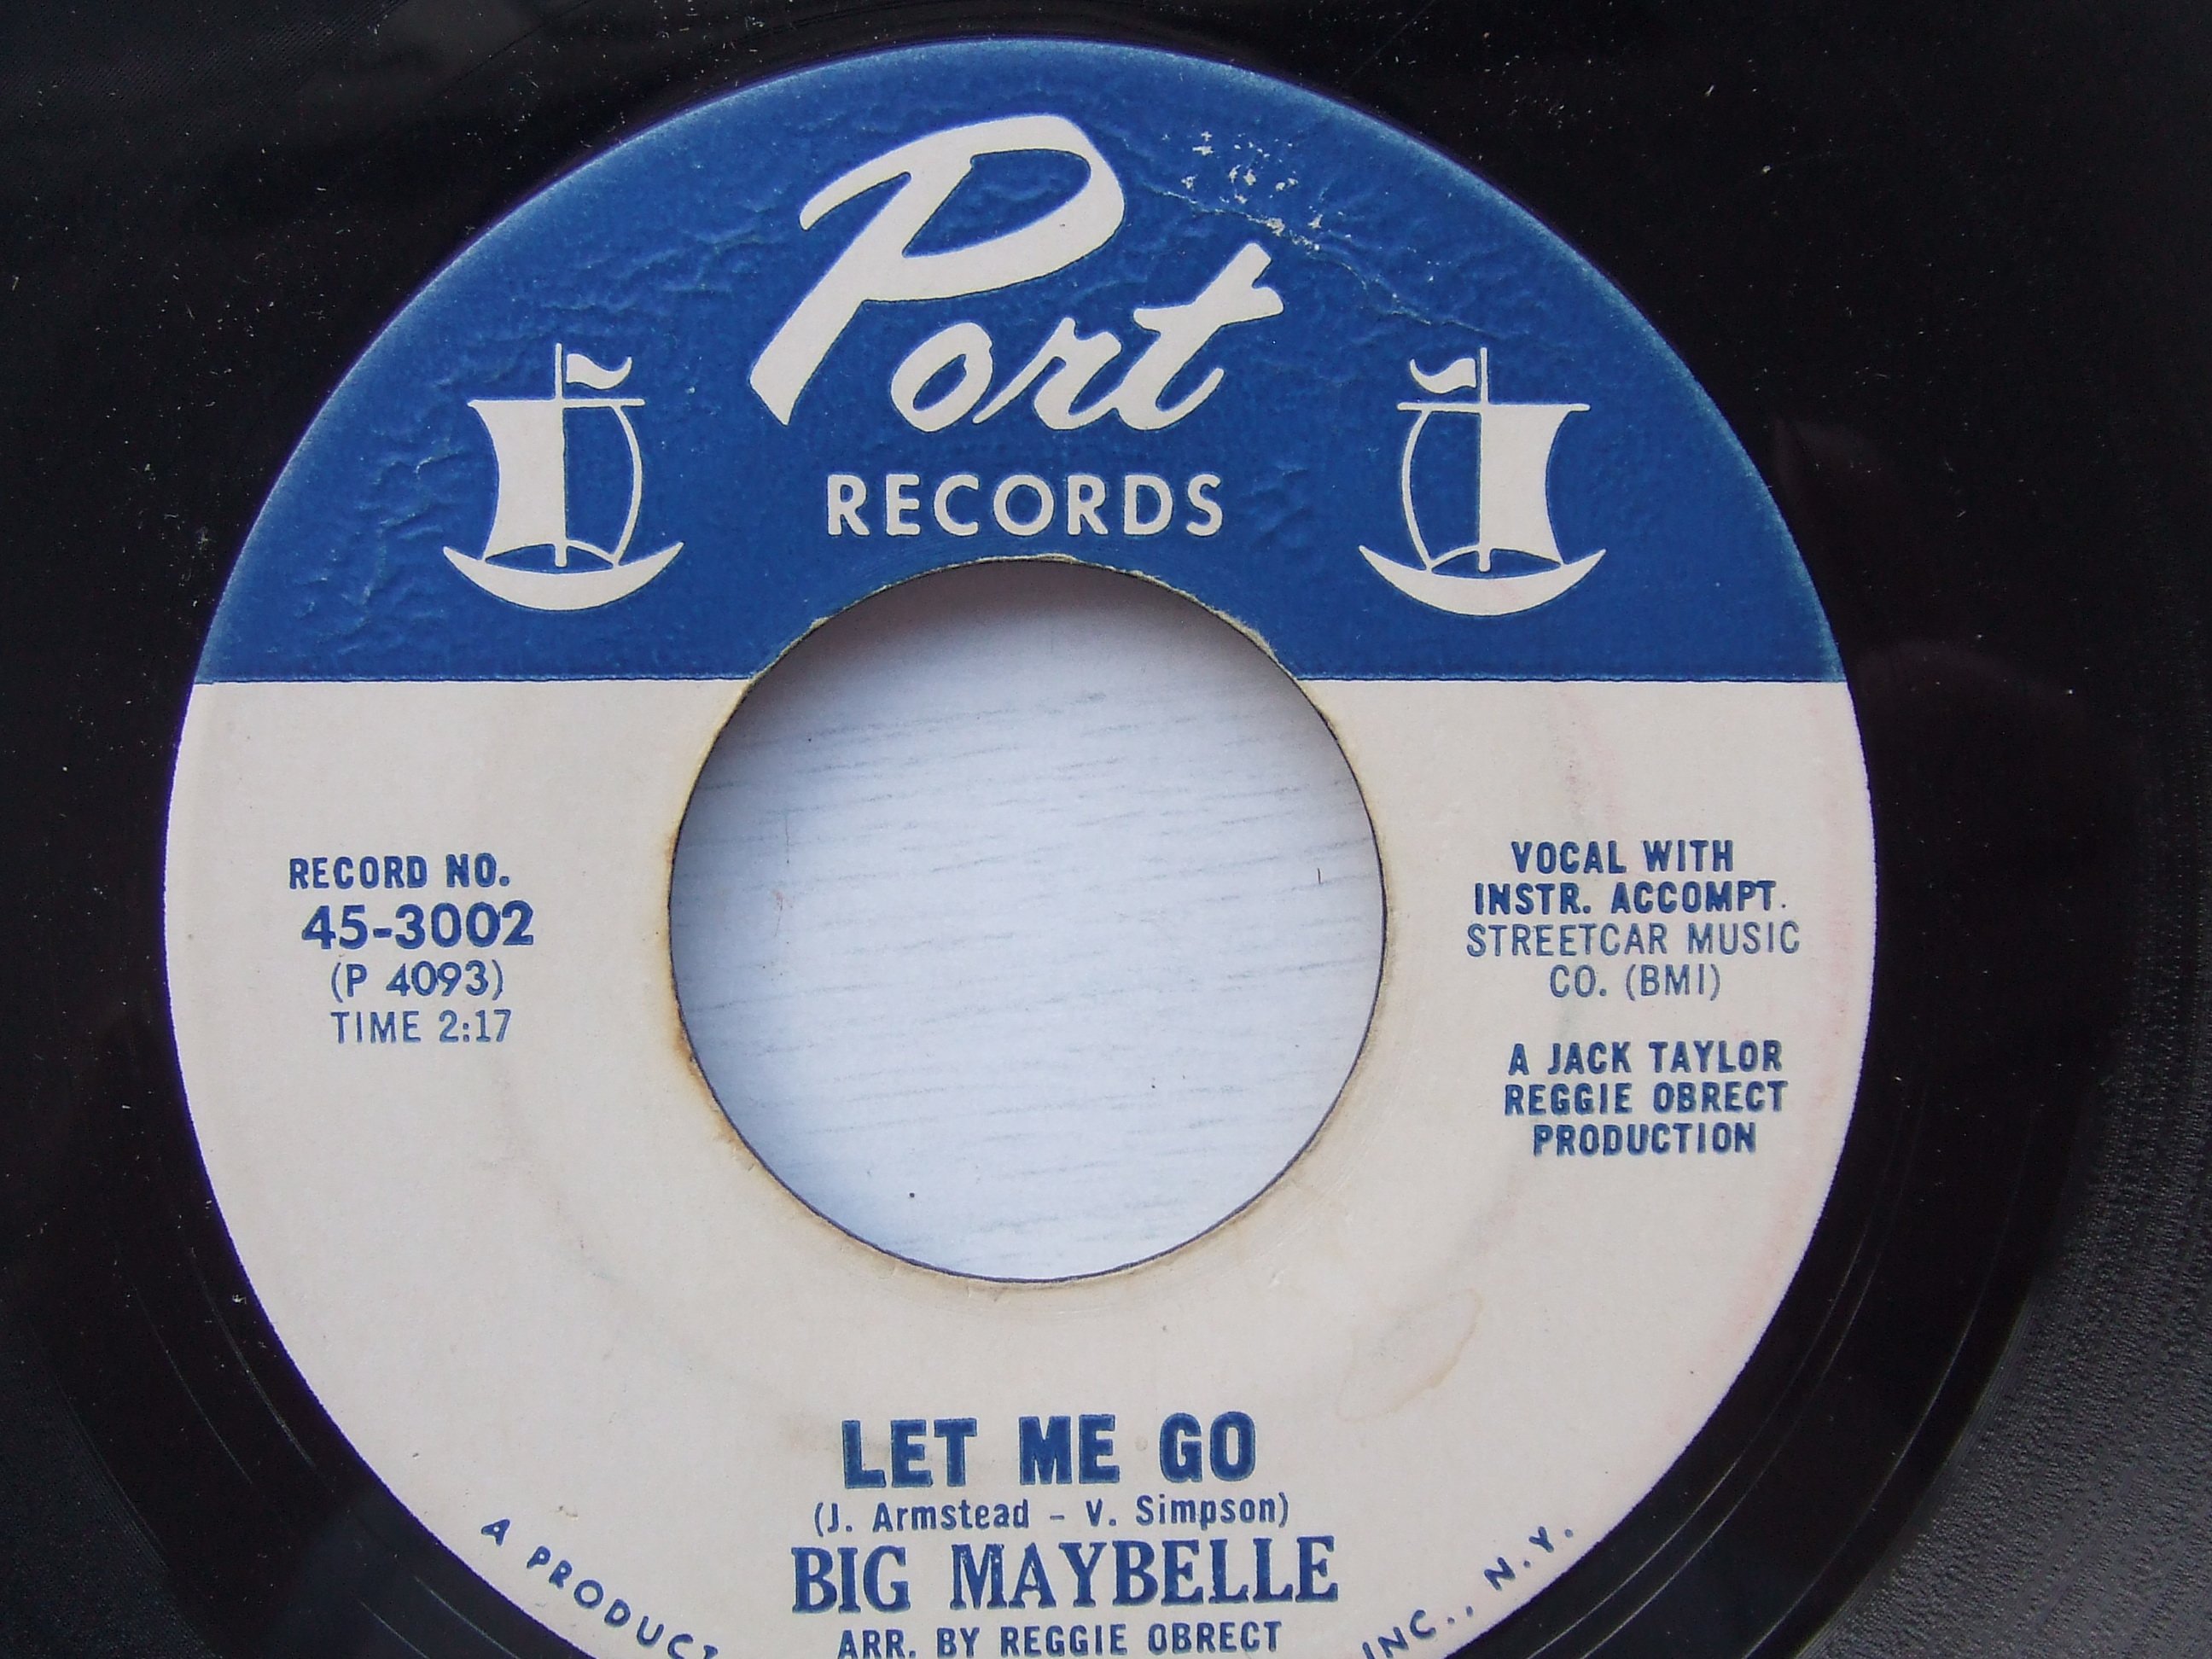 Port
RECORDS
RECORD NO.
45-3002
(P 4093)
TIME 2:17
VOCAL WITH
INSTR. ACCOMPT.
STREETCAR MUSIC
CO. (BMI)
A JACK TAYLOR
REGGIE OBRECT
PRODUCTION
LET ME GO
(J. Armstead - V. Simpson)
BIG MAYBELLE
ARR. BY REGGIE OBRECT
A PRODUCT
INC., N.Y.